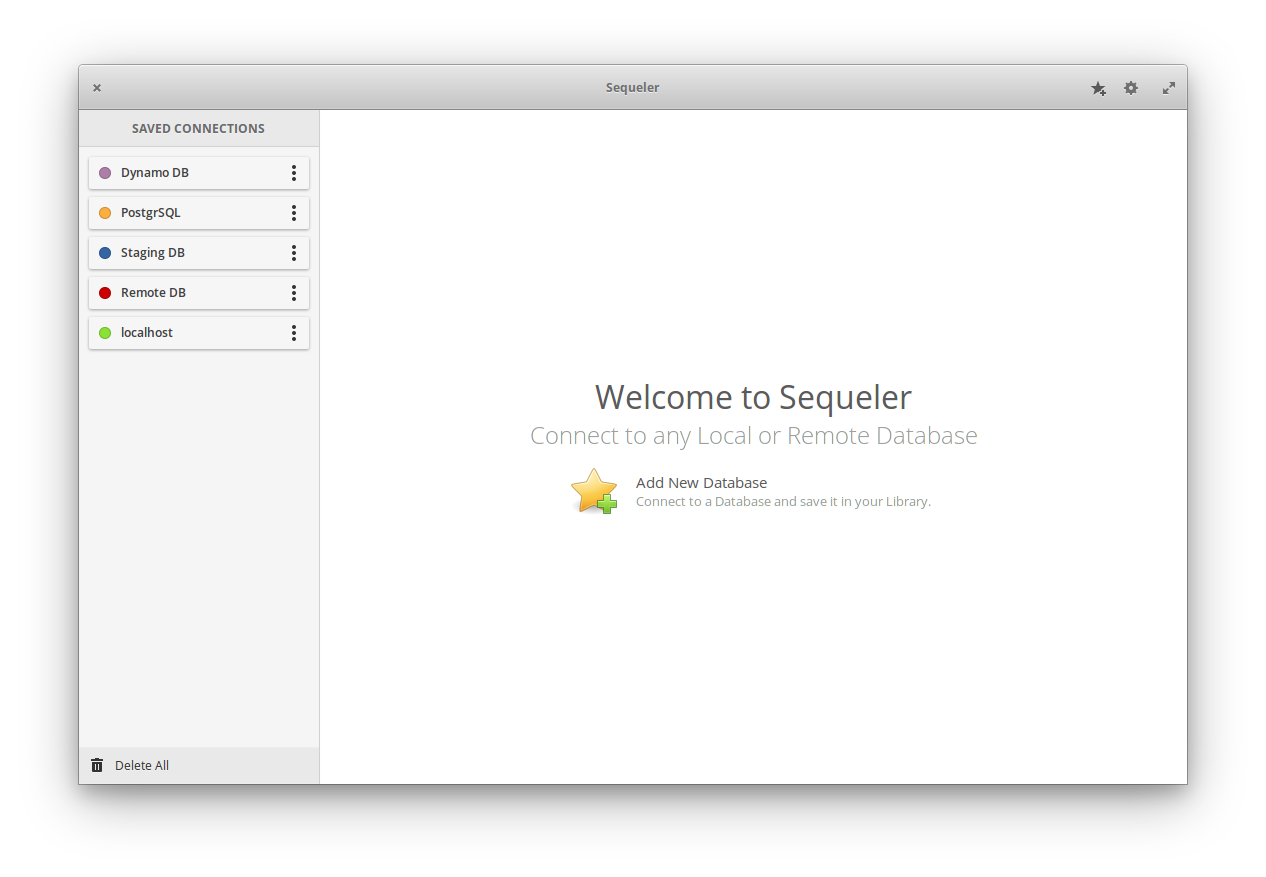 Sequeler
SAVED CONNECTIONS
Dynamo DB
PostgrSQL
Staging DB
Remote DB
localhost
Welcome to Sequeler
Connect to any Local or Remote Database
Add New Database
Connect to a Database and save it in your Library.
Delete All